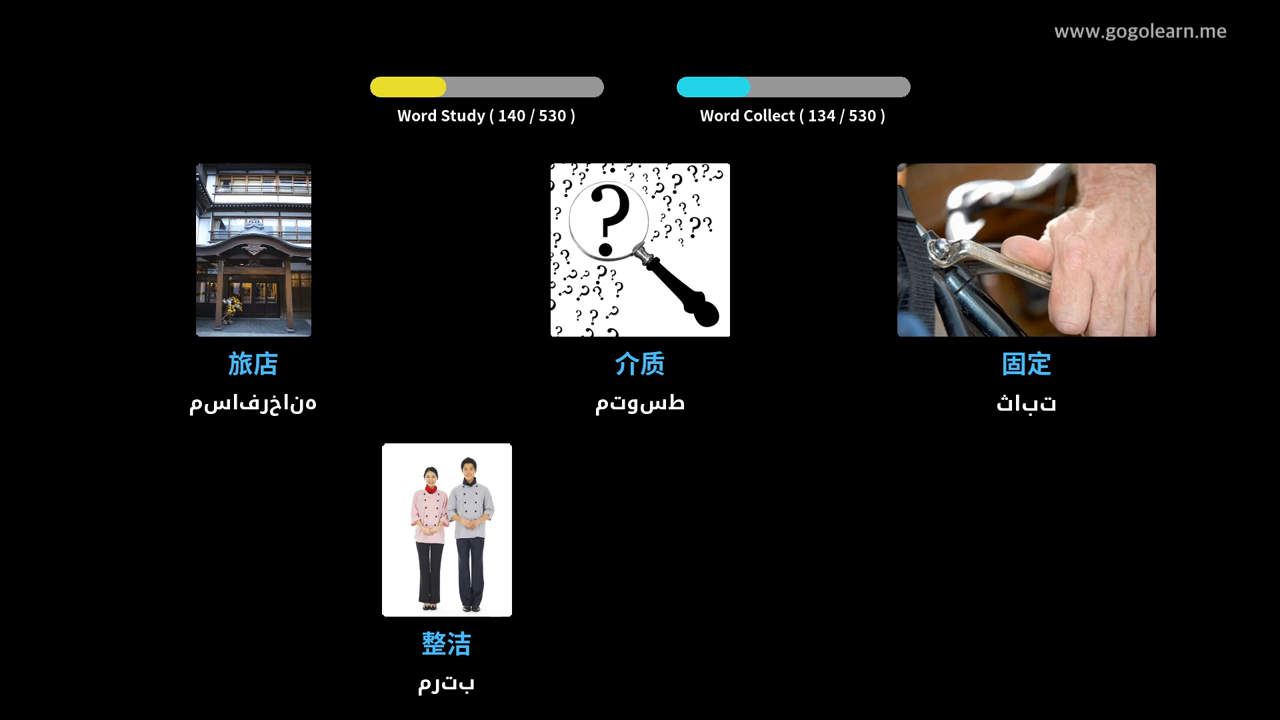 www.gogolearn.me
Word Study ( 140 / 530 )
Word Collect ( 134 / 530 )
旅店
مسافرخانه
介质
متوسط
固定
ثابت
整洁
مرتب